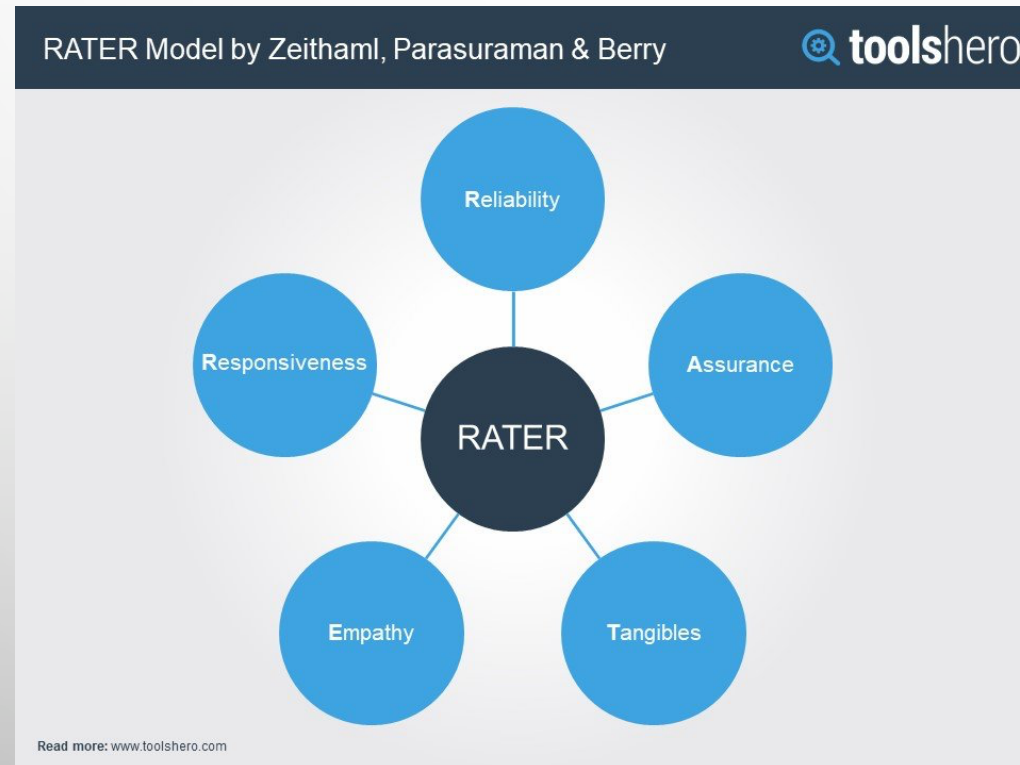 RATER Model by Zeithaml, Parasuraman & Berry
toolshero
Reliability
Responsiveness
Assurance
RATER
Empathy
Tangibles
Read more: www.toolshero.com